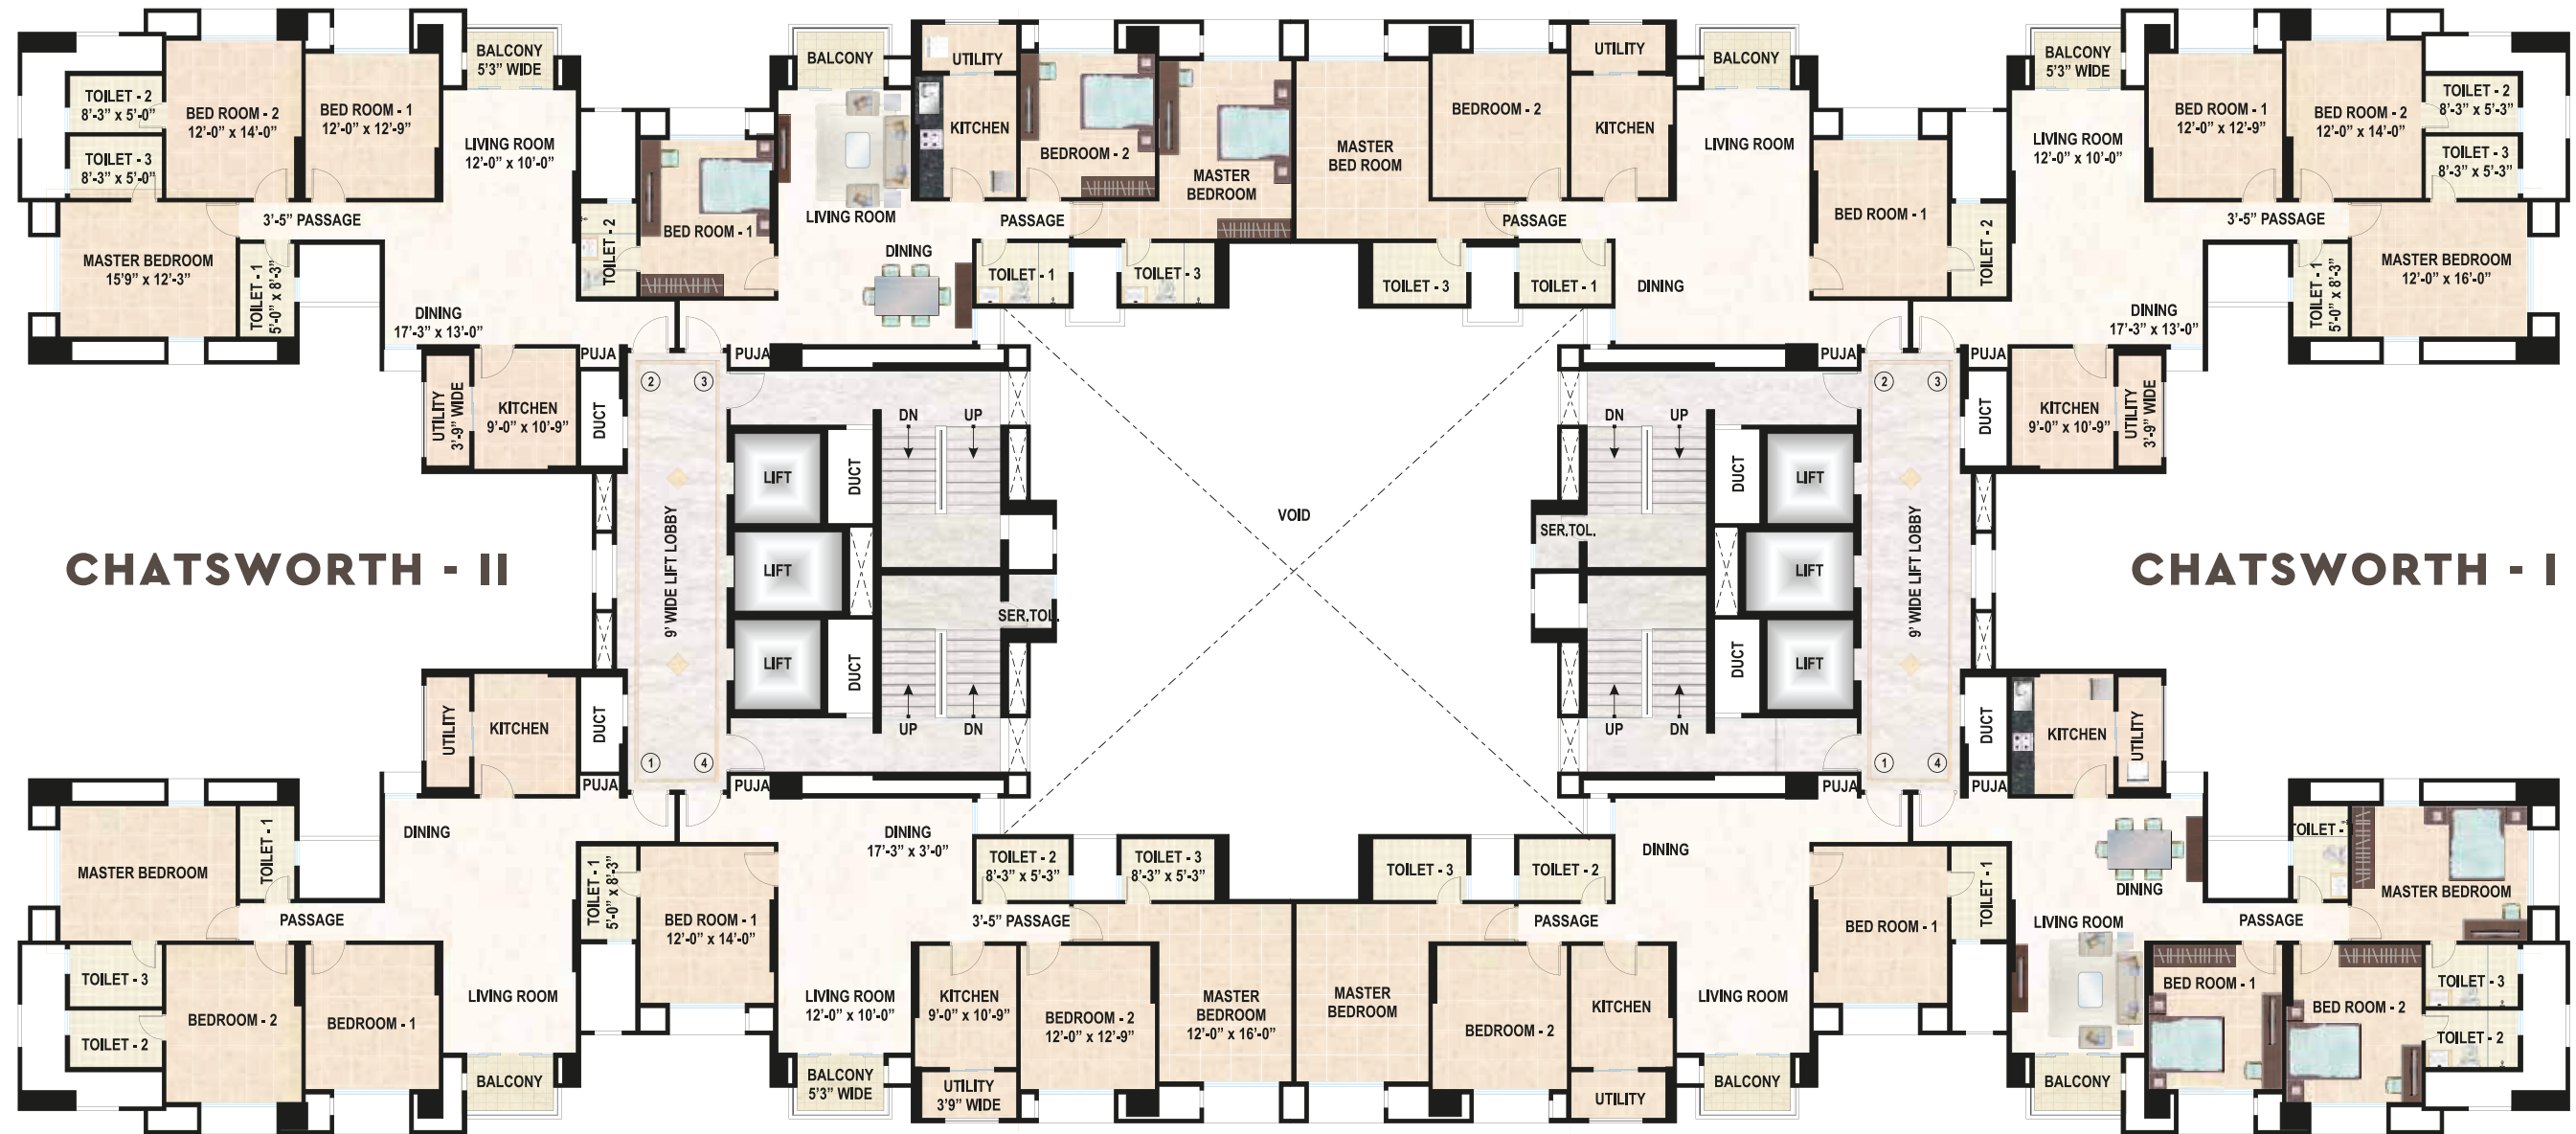 BALCONY
5'3" WIDE
TOILET - 2
8'-3" x 5'-0"
BED ROOM - 2
12'-0" x 14'-0"
BED ROOM - 1
12'-0" x 12'-9"
LIVING ROOM
12'-0" x 10'-0"
TOILET - 3
8'-3" x 5'-0"
3'-5" PASSAGE
MASTER BEDROOM
15'9" x 12'-3"
TOILET - 1
5'-0" x 8'-3"
DINING
17'-3" x 13'-0"
PUJA
UTILITY
3'-9" WIDE
KITCHEN
9'-0" x 10'-9"
DUCT
BALCONY
UTILITY
KITCHEN
BEDROOM - 2
MASTER
BEDROOM
LIVING ROOM
BED ROOM - 1
TOILET - 2
PASSAGE
DINING
TOILET - 1
TOILET - 3
PUJA
UTILITY
BALCONY
BEDROOM - 2
KITCHEN
LIVING ROOM
MASTER
BED ROOM
PASSAGE
BED ROOM - 1
TOILET - 2
TOILET - 3
TOILET - 1
DINING
PUJA
BALCONY
5'3" WIDE
BED ROOM - 1
12'-0" x 12'-9"
BED ROOM - 2
12'-0" x 14'-0"
TOILET - 2
8'-3" x 5'-3"
LIVING ROOM
12'-0" x 10'-0"
TOILET - 3
8'-3" x 5'-3"
3'-5" PASSAGE
MASTER BEDROOM
12'-0" x 16'-0"
TOILET - 1
5'-0" x 8'-3"
DINING
17'-3" x 13'-0"
PUJA
KITCHEN
9'-0" x 10'-9"
UTILITY
3'-9" WIDE
DUCT
2
3
DN
UP
LIFT
DUCT
9' WIDE LIFT LOBBY
LIFT
SER.TOL.
LIFT
DUCT
UP
DN
1
4
VOID
DN
UP
2
3
DUCT
LIFT
SER.TOL.
LIFT
9' WIDE LIFT LOBBY
DUCT
LIFT
UP
DN
1
4
CHATSWORTH - II
CHATSWORTH - I
UTILITY
KITCHEN
DUCT
PUJA
DINING
MASTER BEDROOM
TOILET - 1
PASSAGE
TOILET - 3
TOILET - 2
BEDROOM - 2
BEDROOM - 1
LIVING ROOM
BALCONY
PUJA
DINING
17'-3" x 3'-0"
TOILET - 1
5'-0" x 8'-3"
BED ROOM - 1
12'-0" x 14'-0"
TOILET - 2
8'-3" x 5'-3"
TOILET - 3
8'-3" x 5'-3"
3'-5" PASSAGE
LIVING ROOM
12'-0" x 10'-0"
KITCHEN
9'-0" x 10'-9"
BEDROOM - 2
12'-0" x 12'-9"
MASTER
BEDROOM
12'-0" x 16'-0"
BALCONY
5'3" WIDE
UTILITY
3'9" WIDE
PUJA
DINING
TOILET - 3
TOILET - 2
PASSAGE
BED ROOM - 1
TOILET - 1
MASTER
BEDROOM
BEDROOM - 2
KITCHEN
LIVING ROOM
UTILITY
BALCONY
DUCT
KITCHEN
UTILITY
PUJA
TOILET -
DINING
MASTER BEDROOM
LIVING ROOM
PASSAGE
BED ROOM - 1
BED ROOM - 2
TOILET - 3
TOILET - 2
BALCONY